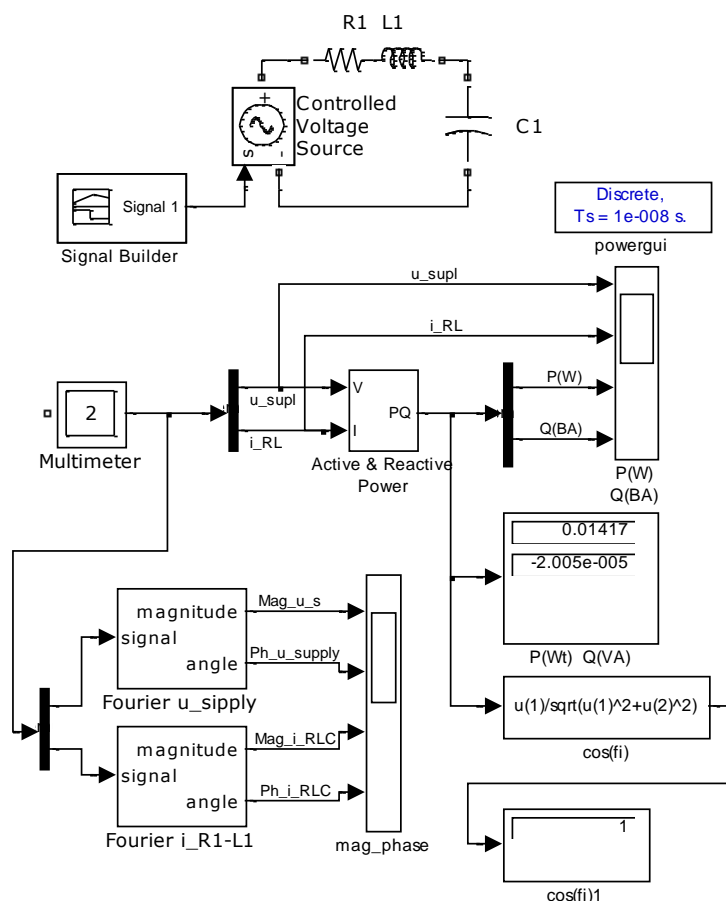 R1 L1
+
Controlled
Voltage
Source
s
-
C1
Signal 1
Signal Builder
Discrete,
Ts = 1e-008 s.
powergui
u_supl
i_RL
2
Multimeter
u_supl
i_RL
V
I
PQ
Active & Reactive
Power
P(W)
Q(BA)
P(W)
Q(BA)
0.01417
-2.005e-005
P(Wt) Q(VA)
magnitude
signal
angle
Fourier u_sipply
Mag_u_s
Ph_u_supply
magnitude
signal
angle
Fourier i_R1-L1
Mag_i_RLC
Ph_i_RLC
mag_phase
u(1)/sqrt(u(1)^2+u(2)^2)
cos(fi)
1
cos(fi)1